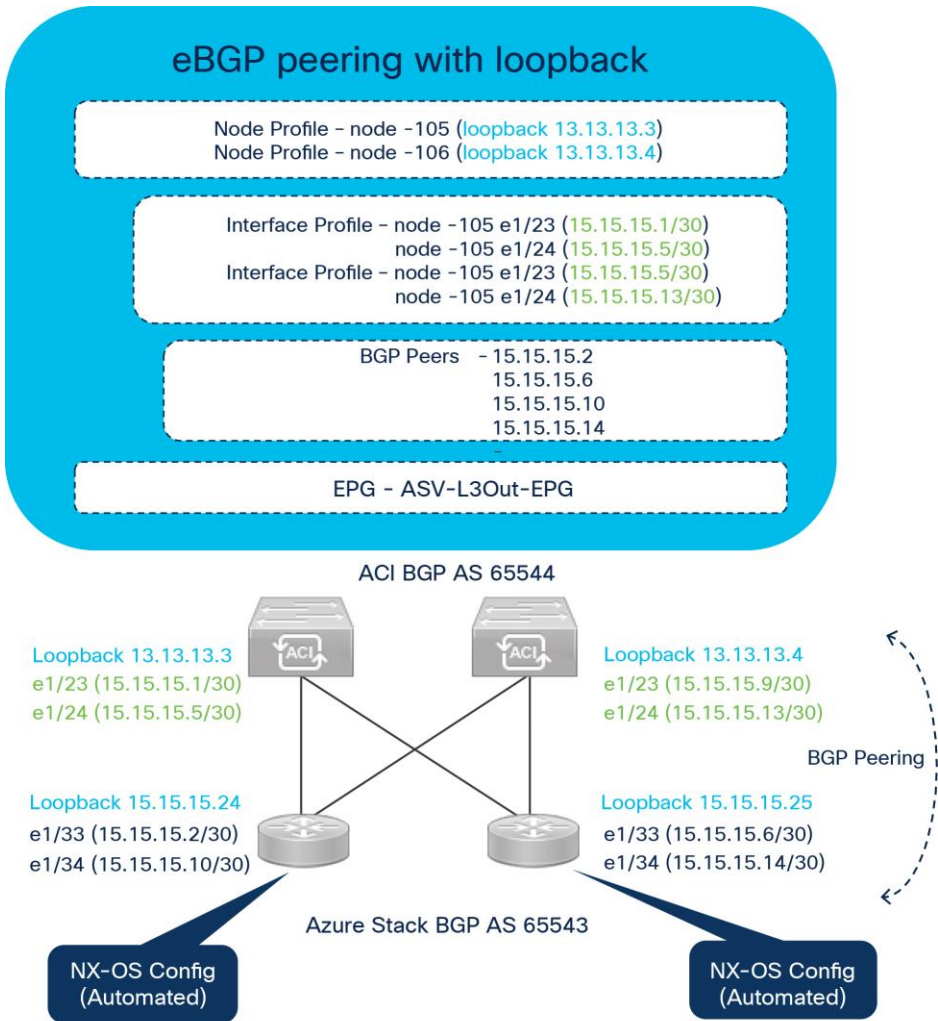 eBGP peering with loopback
Node Profile – node -105 (loopback 13.13.13.3)
Node Profile – node -106 (loopback 13.13.13.4)
Interface Profile – node -105 e1/23 (15.15.15.1/30)
node -105 e1/24 (15.15.15.5/30)
Interface Profile – node -105 e1/23 (15.15.15.5/30)
node -105 e1/24 (15.15.15.13/30)
BGP Peers – 15.15.15.2
15.15.15.6
15.15.15.10
15.15.15.14
–
EPG – ASV-L3Out-EPG
ACI BGP AS 65544
ACI
ACI
Loopback 13.13.13.3
e1/23 (15.15.15.1/30)
e1/24 (15.15.15.5/30)
Loopback 13.13.13.4
e1/23 (15.15.15.9/30)
e1/24 (15.15.15.13/30)
BGP Peering
Loopback 15.15.15.24
e1/33 (15.15.15.2/30)
e1/34 (15.15.15.10/30)
Loopback 15.15.15.25
e1/33 (15.15.15.6/30)
e1/34 (15.15.15.14/30)
Azure Stack BGP AS 65543
NX-OS Config
(Automated)
NX-OS Config
(Automated)